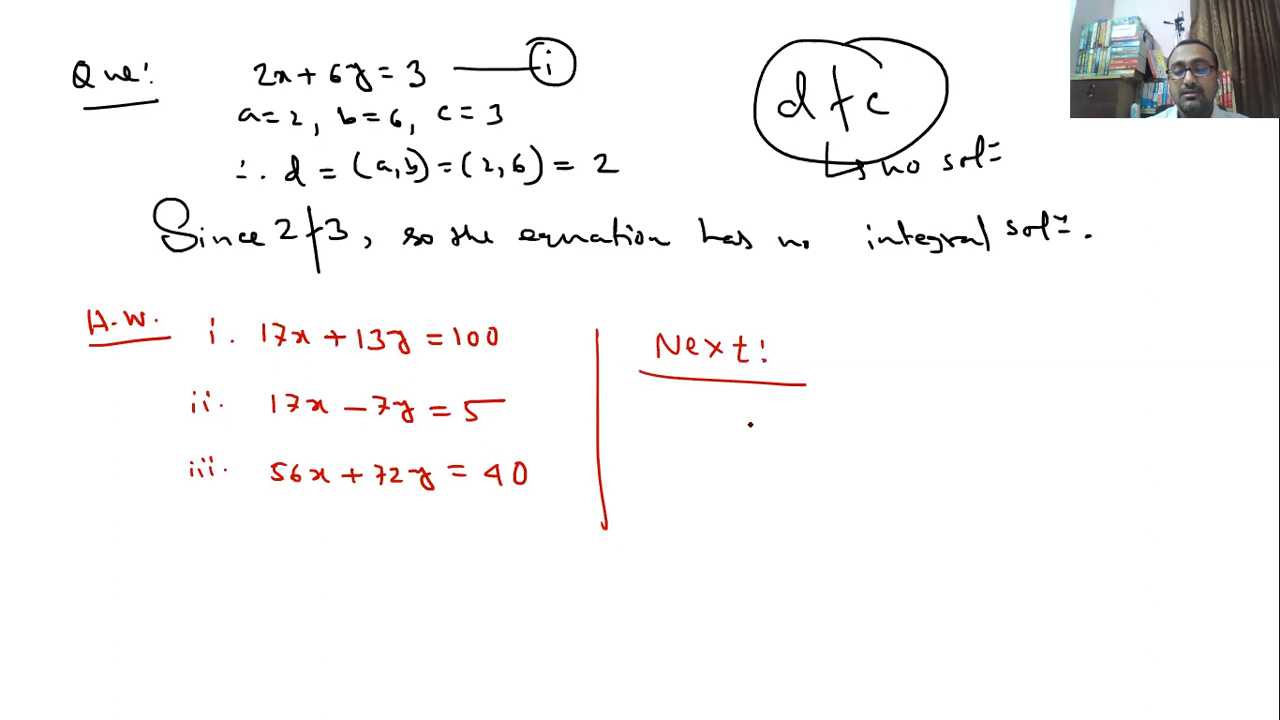 Que: 2x + 6y = 3 —— i
a = 2, b = 6, c = 3
∴ d = (a, b) = (2, 6) = 2
d ∤ c
↳ no solⁿ
Since 2 ∤ 3, so the equation has no integral solⁿ.
H.W. i. 17x + 13y = 100
ii. 17x − 7y = 5
iii. 56x + 72y = 40
Next: